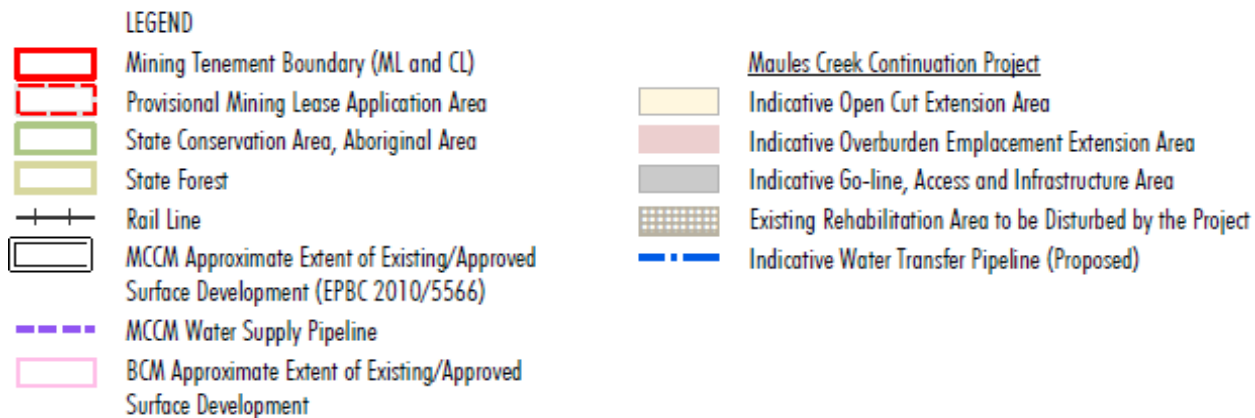 LEGEND
Mining Tenement Boundary (ML and CL)
Provisional Mining Lease Application Area
State Conservation Area, Aboriginal Area
State Forest
Rail Line
MCCM Approximate Extent of Existing/Approved
Surface Development (EPBC 2010/5566)
MCCM Water Supply Pipeline
BCM Approximate Extent of Existing/Approved
Surface Development
Maules Creek Continuation Project
Indicative Open Cut Extension Area
Indicative Overburden Emplacement Extension Area
Indicative Go-line, Access and Infrastructure Area
Existing Rehabilitation Area to be Disturbed by the Project
Indicative Water Transfer Pipeline (Proposed)